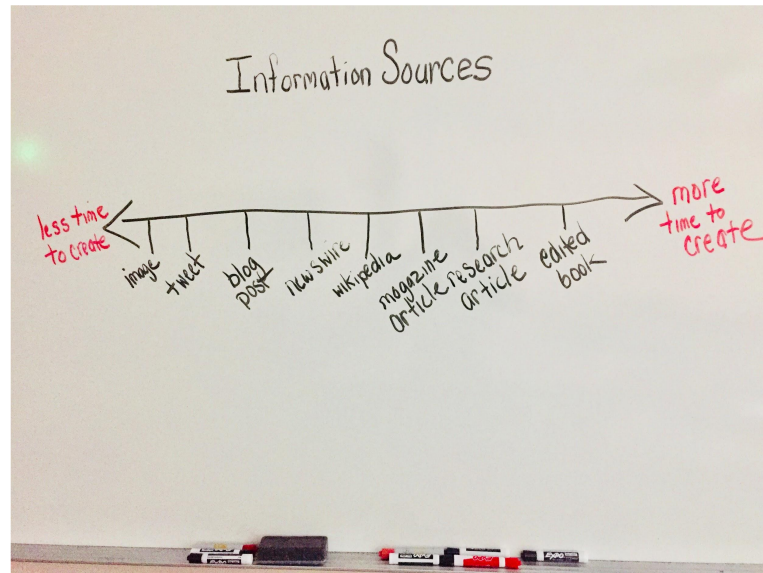 Information Sources
less time
to create
more
time to
create
image
tweet
blog
post
newswire
wikipedia
magazine
article
research
article
edited
book
EXPO